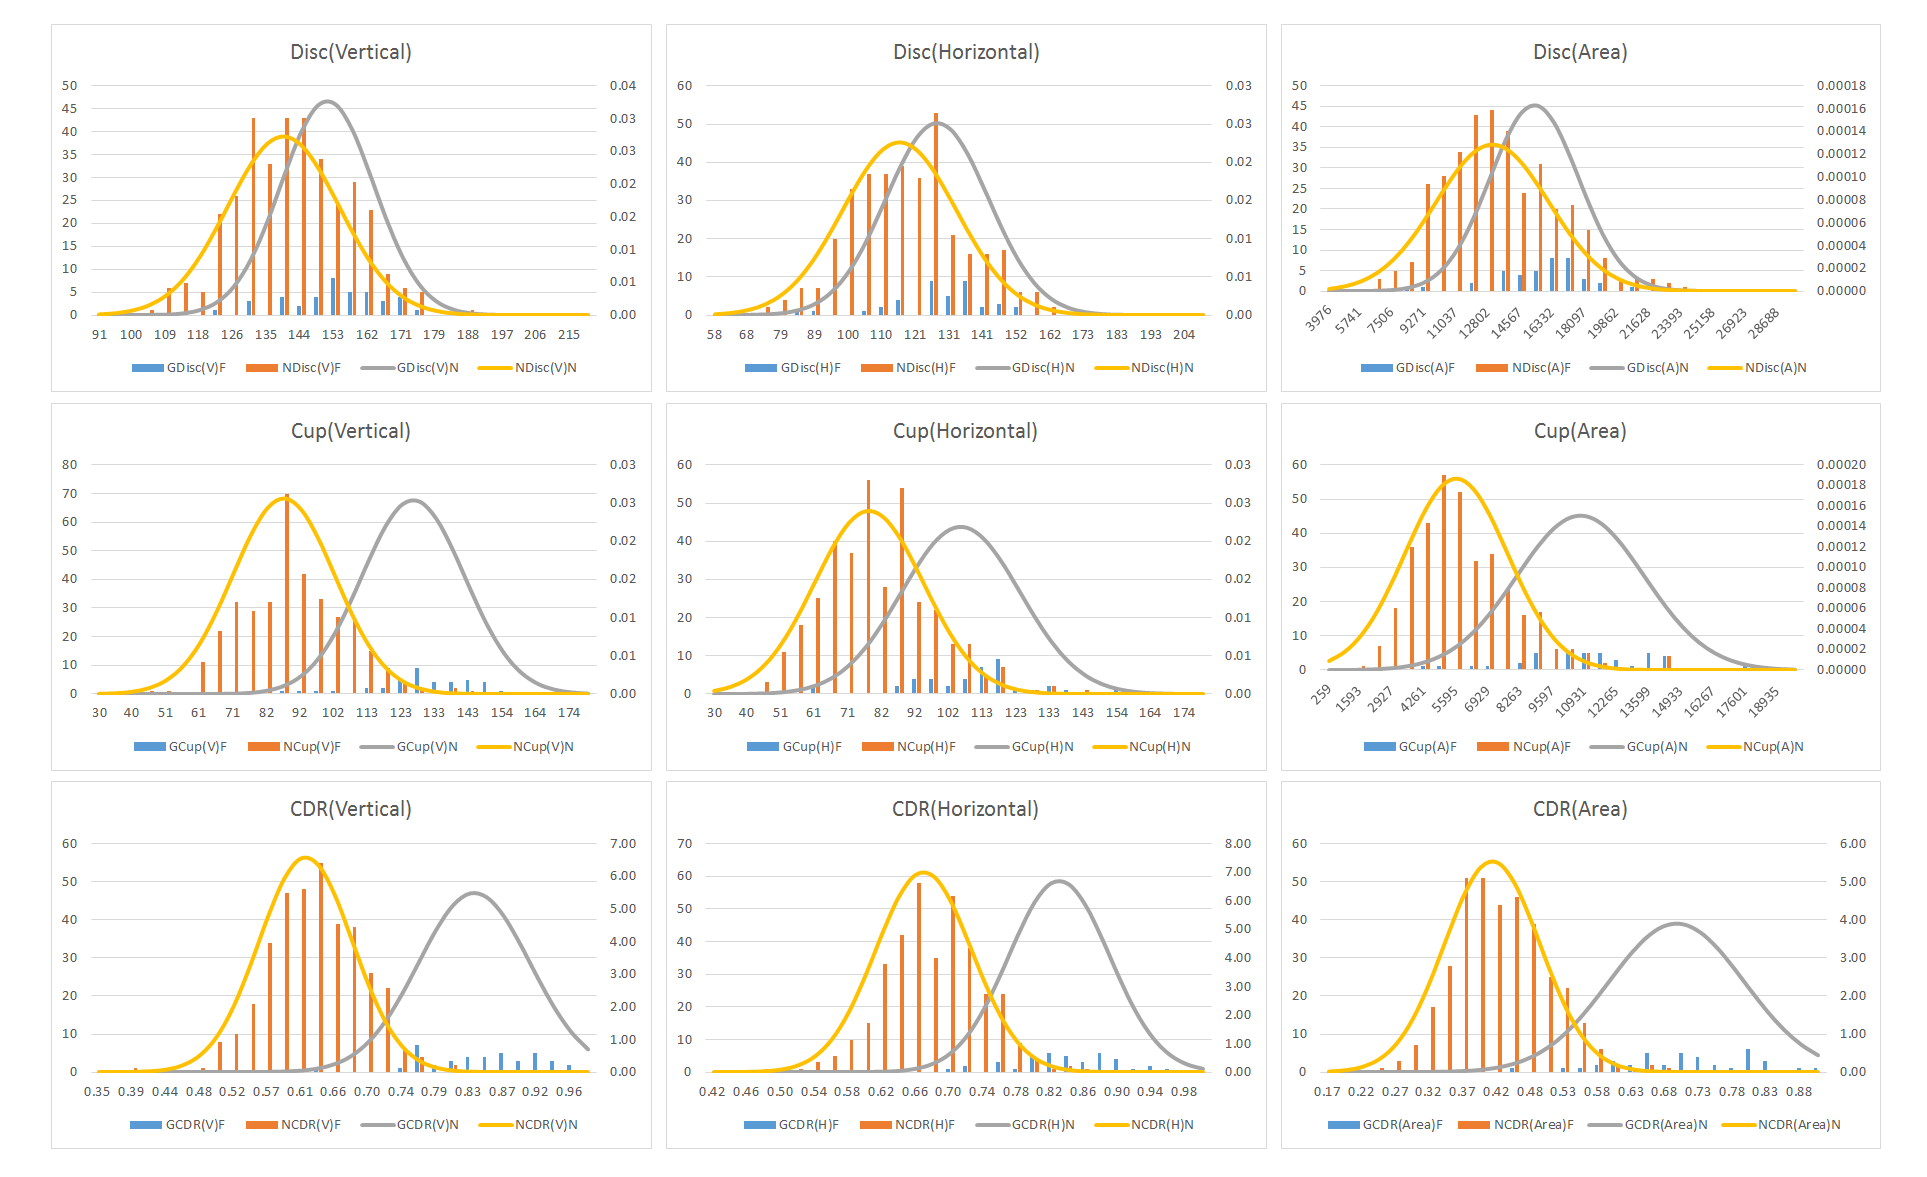 Disc(Vertical)
50 45 40 35 30 25 20 15 10 5 0
0.04 0.03 0.03 0.02 0.02 0.01 0.01 0.00
91 100 109 118 126 135 144 153 162 171 179 188 197 206 215
GDisc(V)F NDisc(V)F GDisc(V)N NDisc(V)N
Disc(Horizontal)
60 50 40 30 20 10 0
0.03 0.03 0.02 0.02 0.01 0.01 0.00
58 68 79 89 100 110 121 131 141 152 162 173 183 193 204
GDisc(H)F NDisc(H)F GDisc(H)N NDisc(H)N
Disc(Area)
50 45 40 35 30 25 20 15 10 5 0
0.00018 0.00016 0.00014 0.00012 0.00010 0.00008 0.00006 0.00004 0.00002 0.00000
3976 5741 7506 9271 11037 12802 14567 16332 18097 19862 21628 23393 25158 26923 28688
GDisc(A)F NDisc(A)F GDisc(A)N NDisc(A)N
Cup(Vertical)
80 70 60 50 40 30 20 10 0
0.03 0.03 0.02 0.02 0.01 0.01 0.00
30 40 51 61 71 82 92 102 113 123 133 143 154 164 174
GCup(V)F NCup(V)F GCup(V)N NCup(V)N
Cup(Horizontal)
60 50 40 30 20 10 0
0.03 0.03 0.02 0.02 0.01 0.01 0.00
30 40 51 61 71 82 92 102 113 123 133 143 154 164 174
GCup(H)F NCup(H)F GCup(H)N NCup(H)N
Cup(Area)
60 50 40 30 20 10 0
0.00020 0.00018 0.00016 0.00014 0.00012 0.00010 0.00008 0.00006 0.00004 0.00002 0.00000
259 1593 2927 4261 5595 6929 8263 9597 10931 12265 13599 14933 16267 17601 18935
GCup(A)F NCup(A)F GCup(A)N NCup(A)N
CDR(Vertical)
60 50 40 30 20 10 0
7.00 6.00 5.00 4.00 3.00 2.00 1.00 0.00
0.35 0.39 0.44 0.48 0.52 0.57 0.61 0.66 0.70 0.74 0.79 0.83 0.87 0.92 0.96
GCDR(V)F NCDR(V)F GCDR(V)N NCDR(V)N
CDR(Horizontal)
70 60 50 40 30 20 10 0
8.00 7.00 6.00 5.00 4.00 3.00 2.00 1.00 0.00
0.42 0.46 0.50 0.54 0.58 0.62 0.66 0.70 0.74 0.78 0.82 0.86 0.90 0.94 0.98
GCDR(H)F NCDR(H)F GCDR(H)N NCDR(H)N
CDR(Area)
60 50 40 30 20 10 0
6.00 5.00 4.00 3.00 2.00 1.00 0.00
0.17 0.22 0.27 0.32 0.37 0.42 0.48 0.53 0.58 0.63 0.68 0.73 0.78 0.83 0.88
GCDR(Area)F NCDR(Area)F GCDR(Area)N NCDR(Area)N